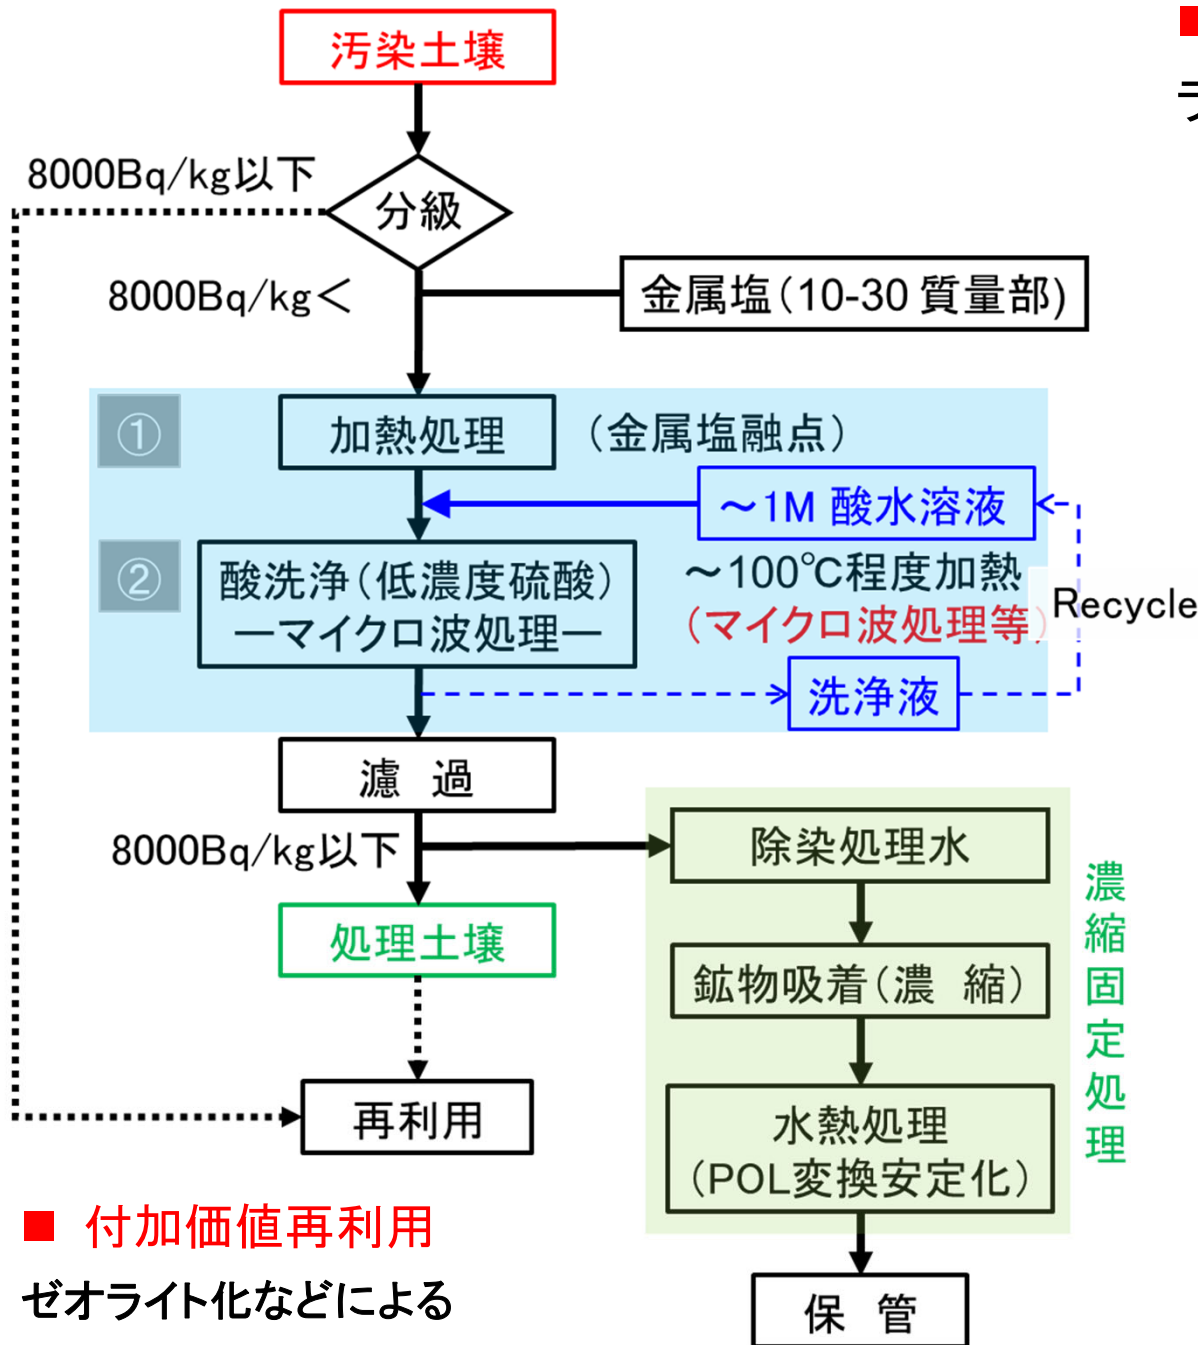 汚染土壌
8000Bq/kg以下
分級
8000Bq/kg＜
金属塩（10-30 質量部)
①
加熱処理
（金属塩融点）
～1M 酸水溶液
②
酸洗浄（低濃度硫酸）
ーマイクロ波処理ー
～100℃程度加熱
（マイクロ波処理等）
Recycle
洗浄液
濾 過
8000Bq/kg以下
除染処理水
処理土壌
鉱物吸着（濃 縮）
濃縮固定処理
再利用
水熱処理
（POL変換安定化）
■ 付加価値再利用
ゼオライト化などによる
保 管